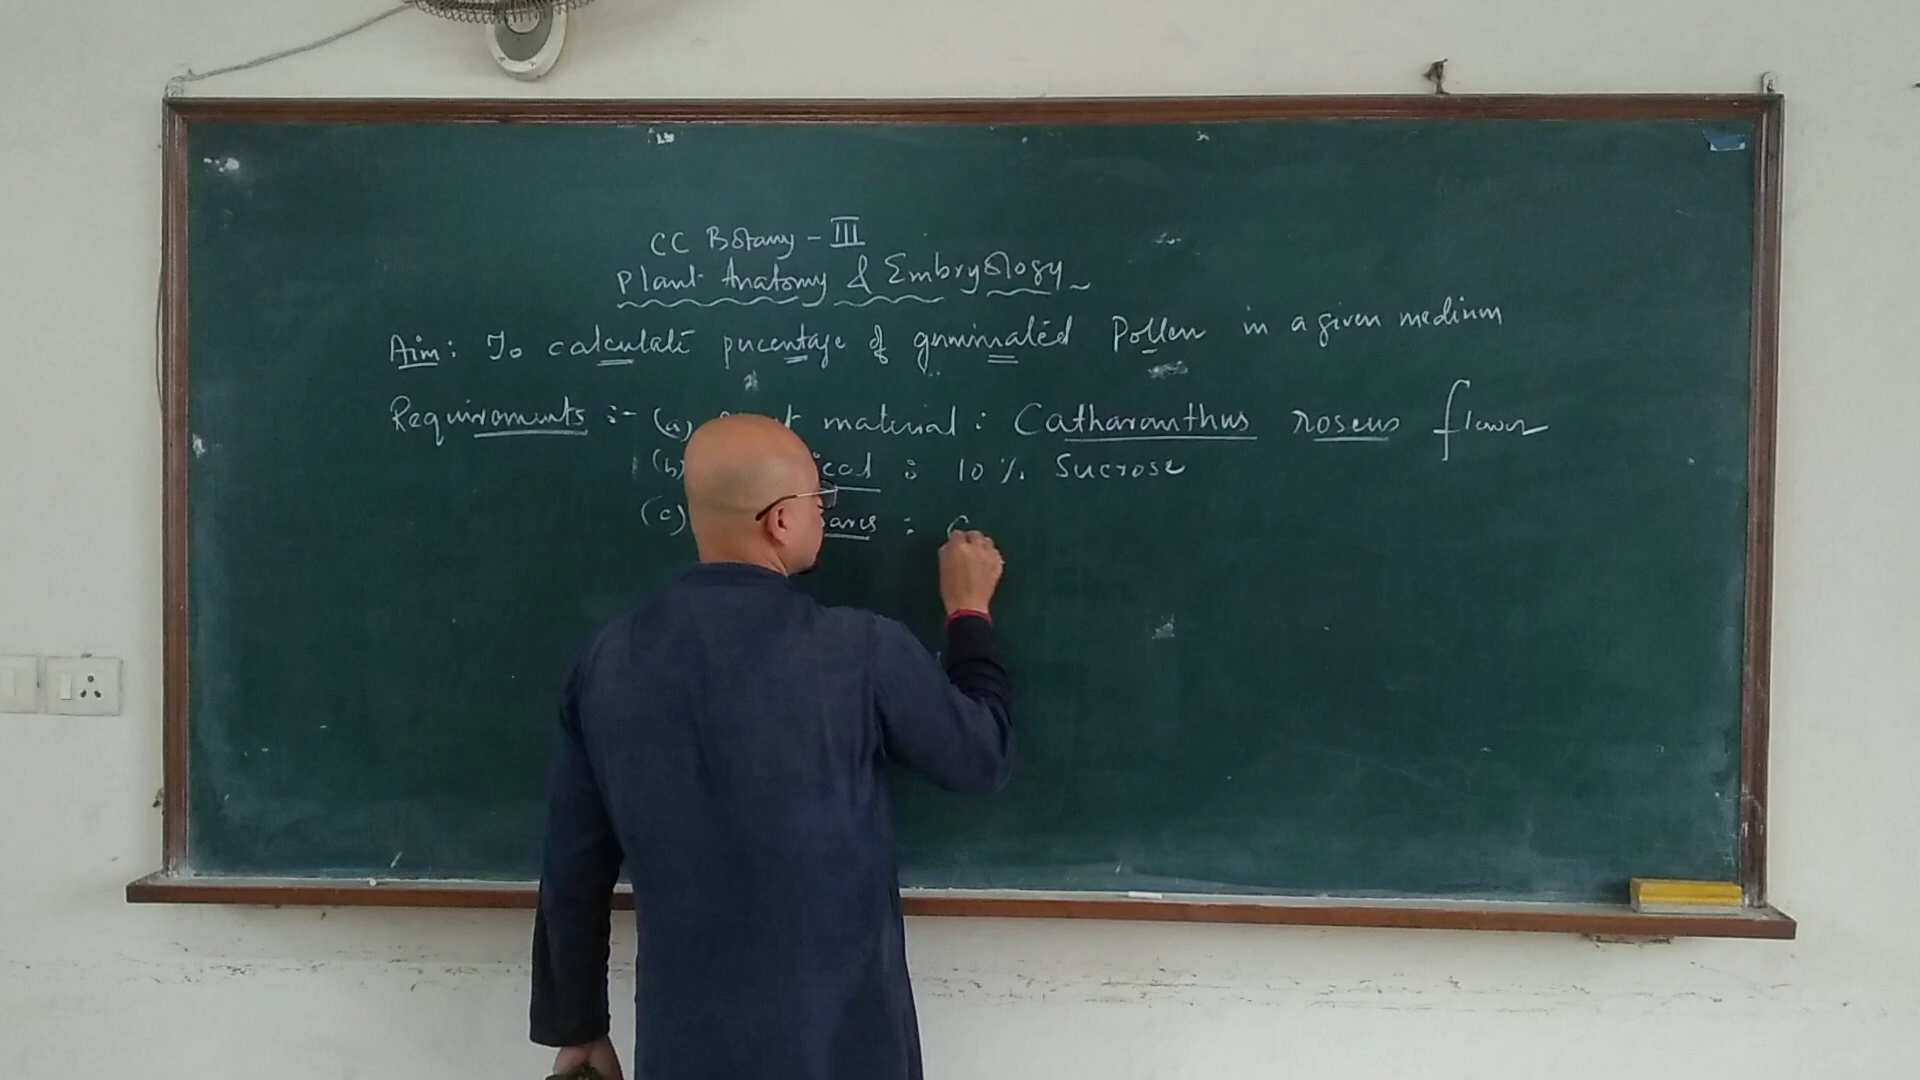 CC Botany - III
Plant Anatomy & Embryology
Aim: To calculate percentage of germinated Pollen in a given medium
Requirements :- (a) material : Catharanthus roseus flower
(b) ical : 10% Sucrose
(c) ares :